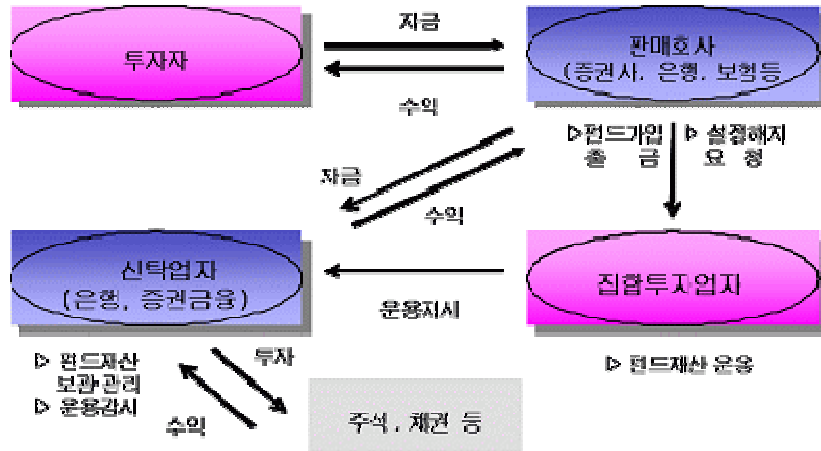 자금
투자자
판매회사
(증권사, 은행, 보험등
수익
▷펀드가입 ▷ 설정해지
출 금 요 청
자금
수익
신탁업자
(은행, 증권금융)
집합투자업자
운용지시
▷ 펀드재산
보관·관리
▷ 운용감시
투자
▷ 펀드재산 운용
수익
주식, 채권 등